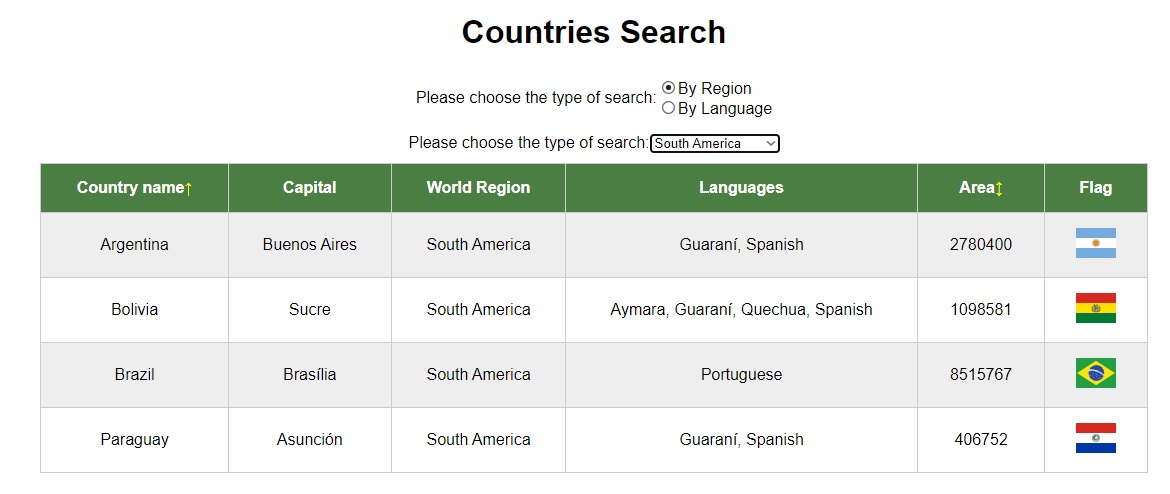 Countries Search
Please choose the type of search: By Region
By Language
Please choose the type of search: South America
Country name↑ Capital World Region Languages Area↕ Flag
Argentina Buenos Aires South America Guaraní, Spanish 2780400
Bolivia Sucre South America Aymara, Guaraní, Quechua, Spanish 1098581
Brazil Brasília South America Portuguese 8515767
Paraguay Asunción South America Guaraní, Spanish 406752